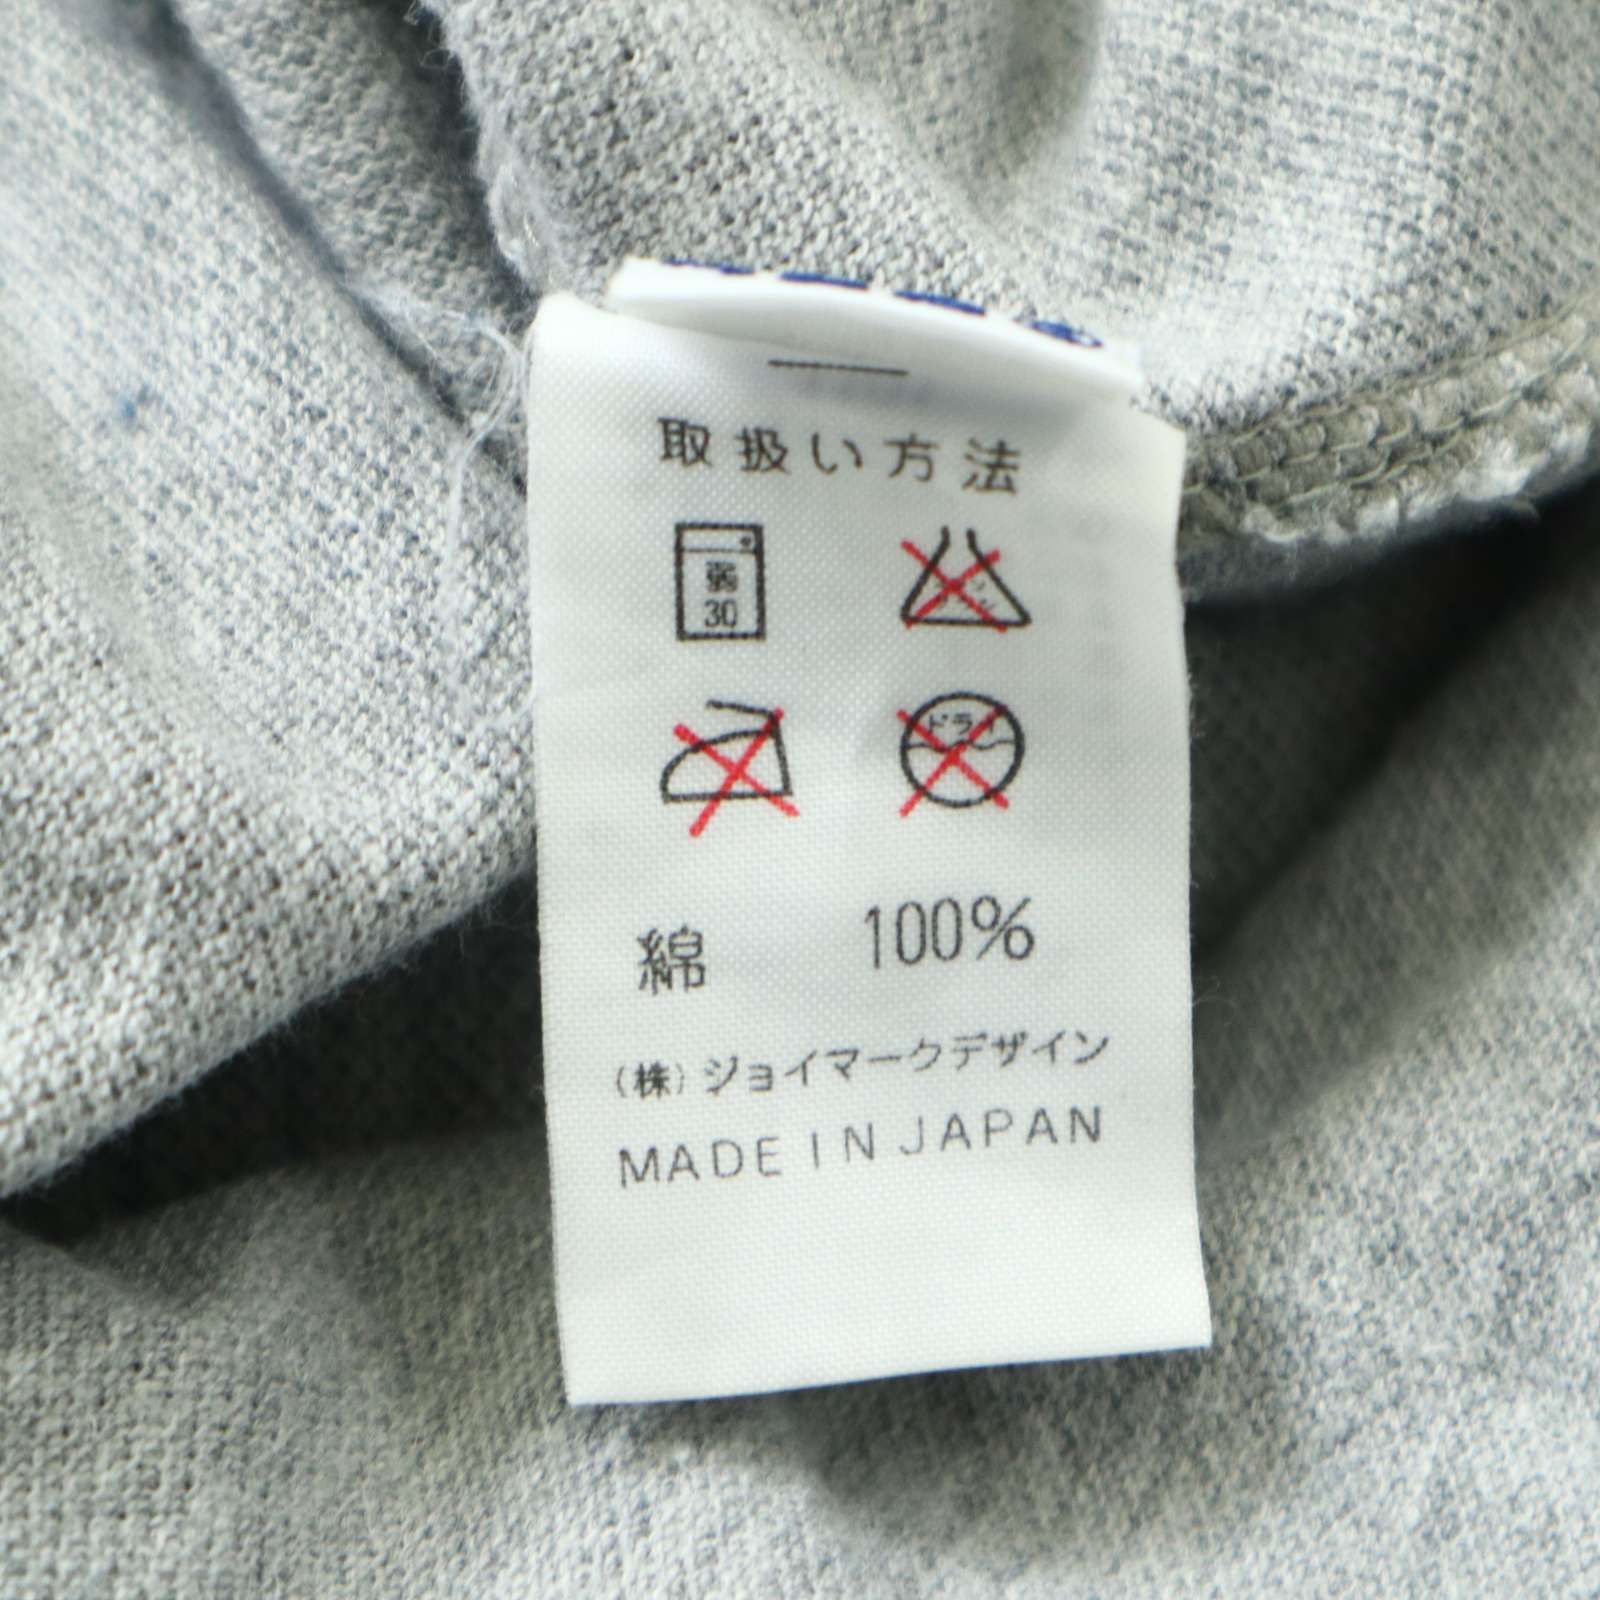 取扱い方法
弱
30
ドライ
綿 100%
(株)ジョイマークデザイン
MADE IN JAPAN